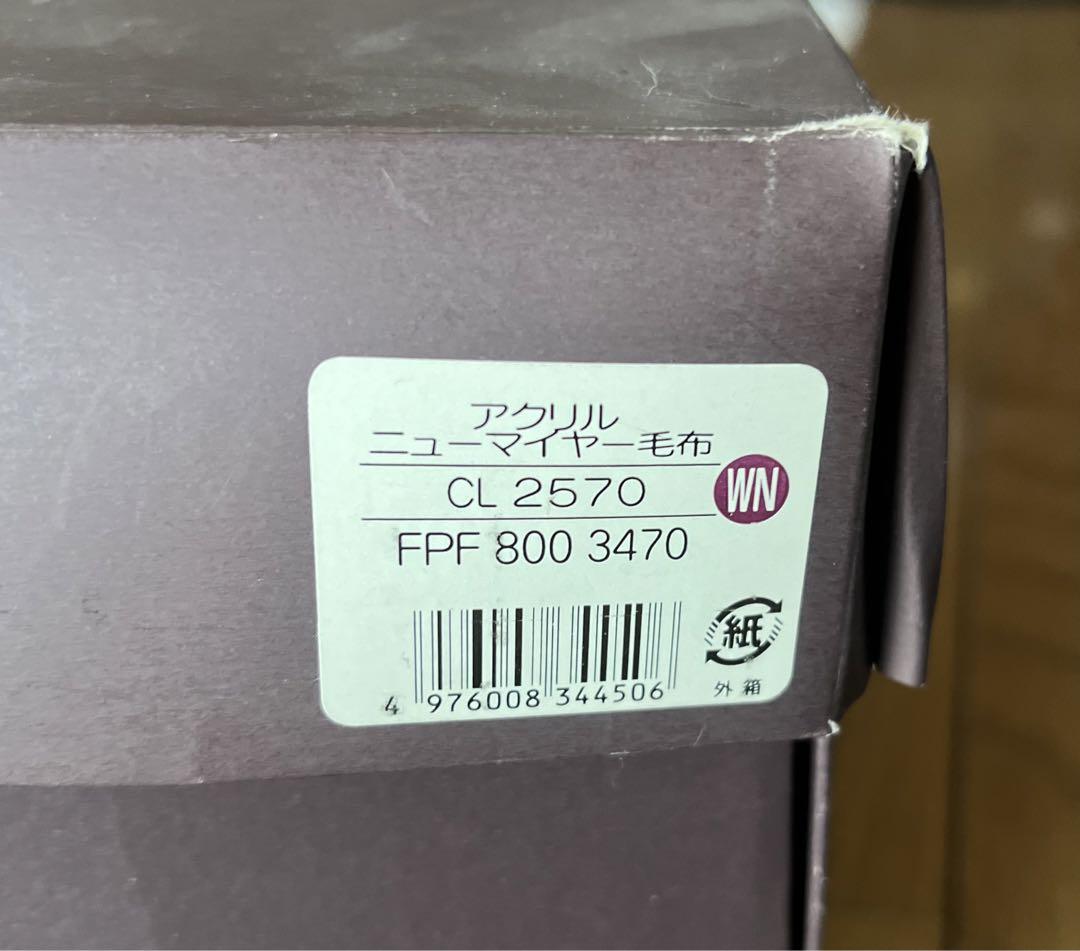 アクリル
ニューマイヤー毛布
CL 2570
WN
FPF 800 3470
紙
外箱
4 976008 344506